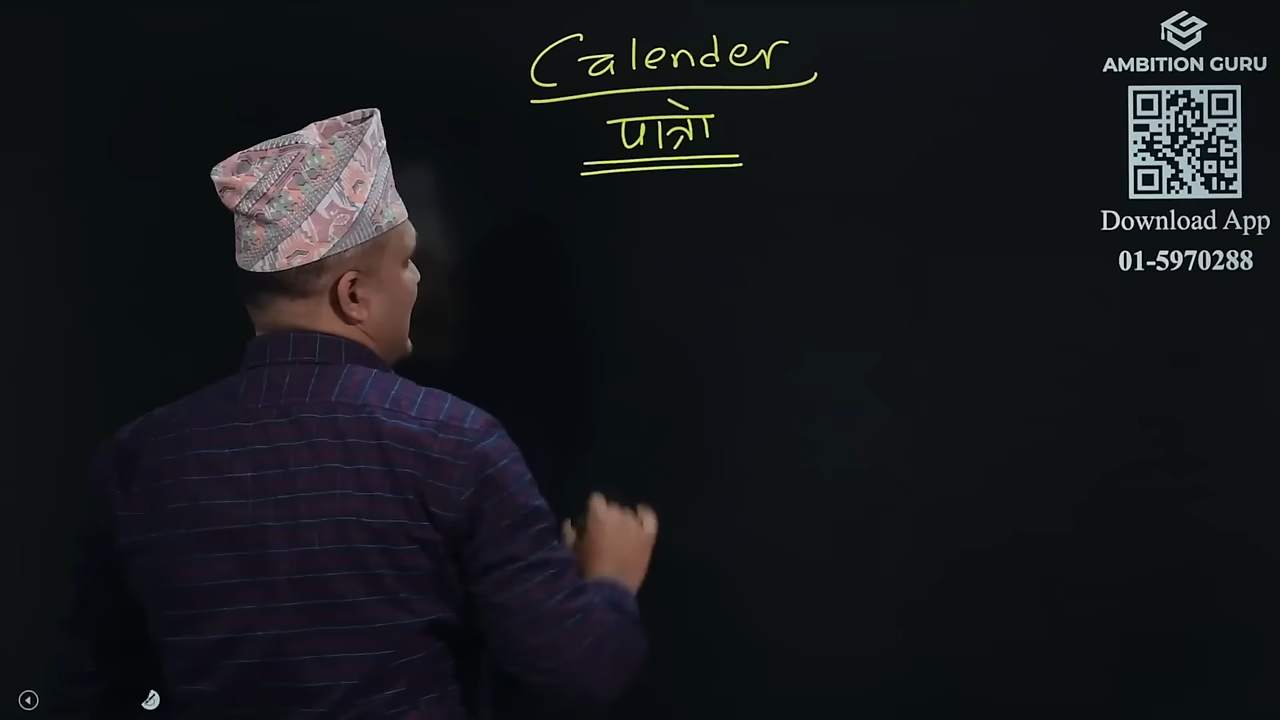 Calender
पात्रो
AMBITION GURU
Download App
01-5970288